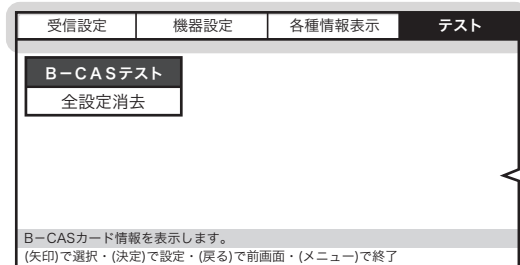 受信設定 機器設定 各種情報表示 テスト
B－CASテスト
全設定消去
B－CASカード情報を表示します。
(矢印)で選択・(決定)で設定・(戻る)で前画面・(メニュー)で終了